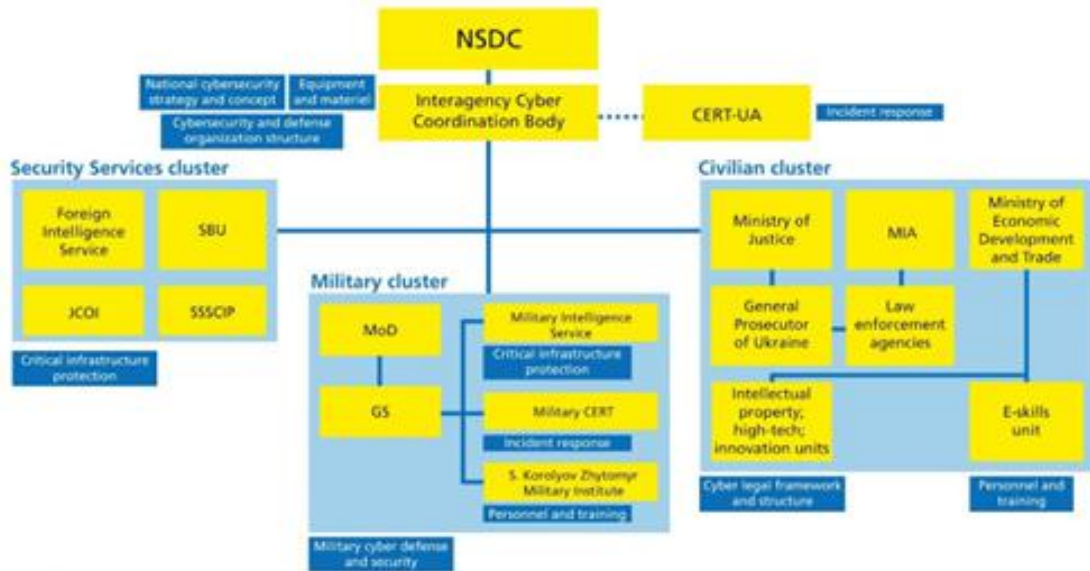 NSDC
National cybersecurity
strategy and concept
Equipment
and materiel
Interagency Cyber
Coordination Body
CERT-UA
Incident response
Cybersecurity and defense
organization structure
Security Services cluster
Foreign
Intelligence
Service
SBU
JCOI
SSSCIP
Critical infrastructure
protection
Military cluster
MoD
GS
Military Intelligence
Service
Critical infrastructure
protection
Military CERT
Incident response
S. Korolyov Zhytomyr
Military Institute
Personnel and training
Military cyber defense
and security
Civilian cluster
Ministry of
Justice
MIA
Ministry of
Economic
Development
and Trade
General
Prosecutor
of Ukraine
Law
enforcement
agencies
Intellectual
property;
high-tech;
innovation units
E-skills
unit
Cyber legal framework
and structure
Personnel and
training